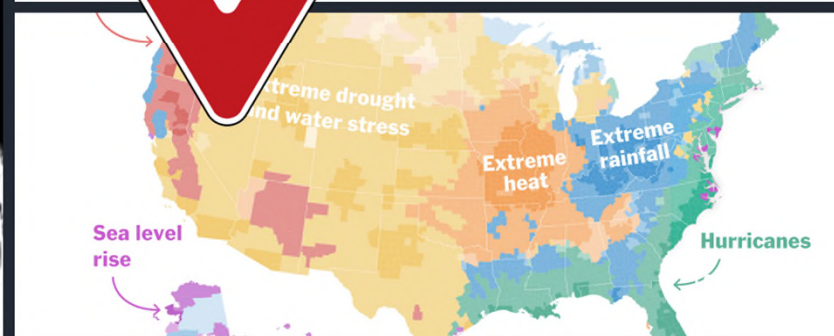 xtreme drought
nd water stress
Extreme
heat
Extreme
rainfall
Sea level
rise
Hurricanes